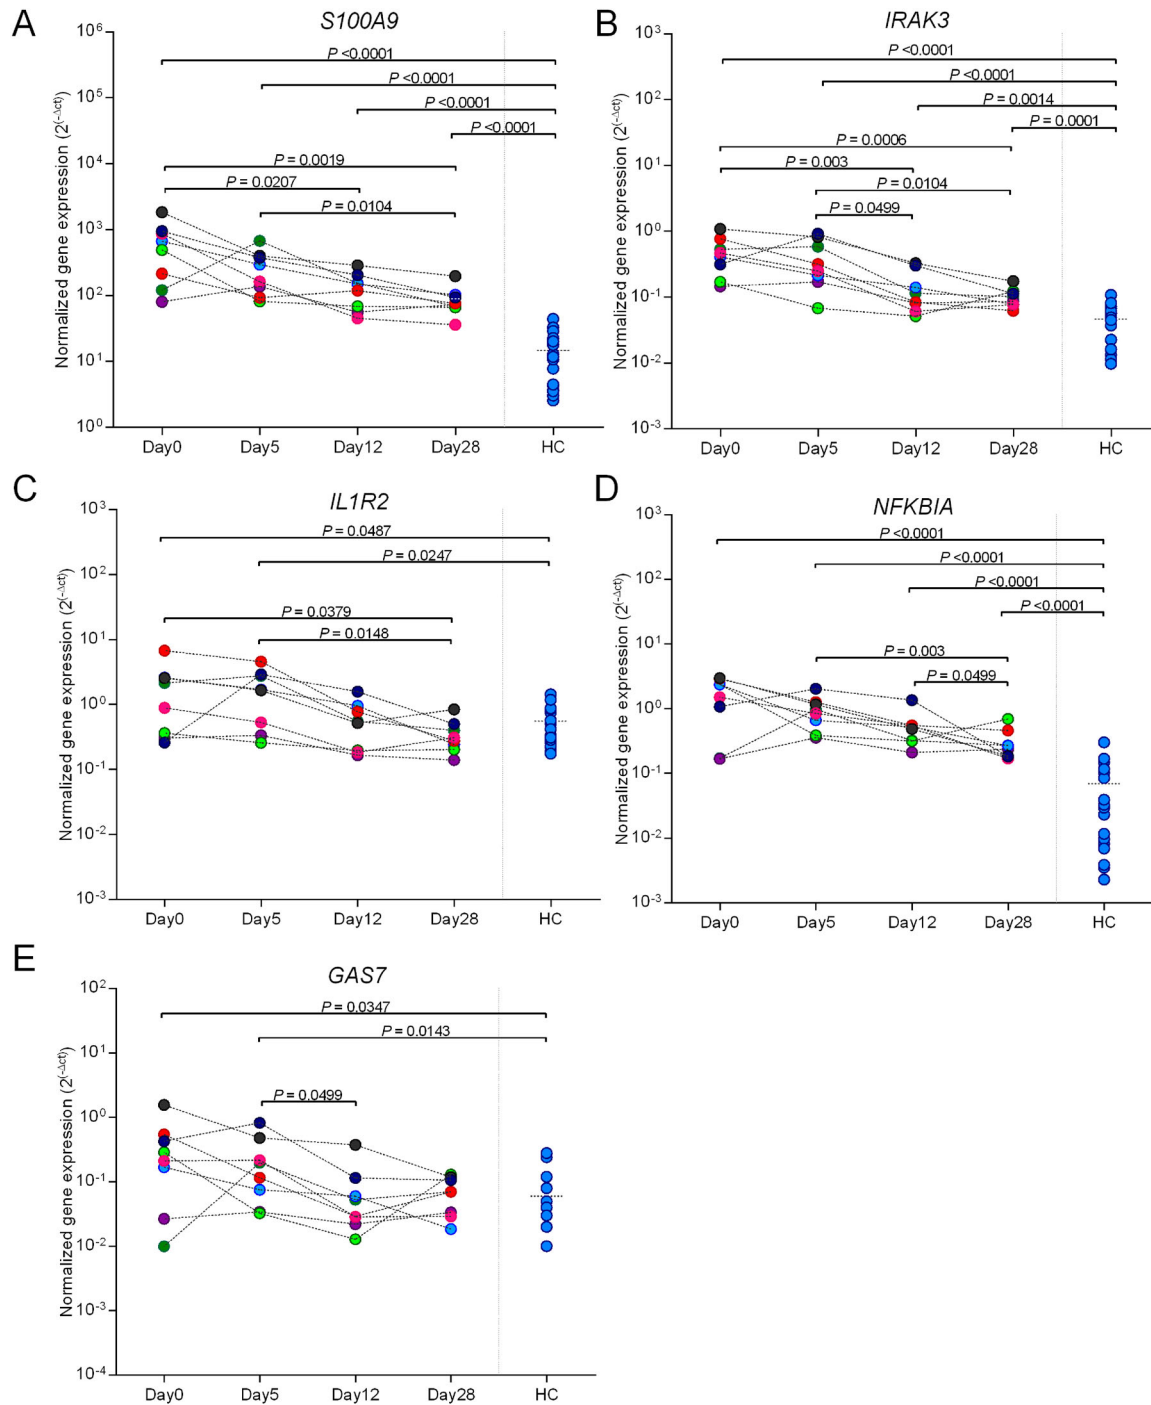 A
S100A9
Normalized gene expression (2^(-Δct))
10^6
10^5
10^4
10^3
10^2
10^1
10^0
P <0.0001
P <0.0001
P <0.0001
P <0.0001
P = 0.0019
P = 0.0207
P = 0.0104
Day0 Day5 Day12 Day28 HC
B
IRAK3
Normalized gene expression (2^(-Δct))
10^3
10^2
10^1
10^0
10^-1
10^-2
10^-3
P <0.0001
P <0.0001
P = 0.0014
P = 0.0001
P = 0.0006
P = 0.003
P = 0.0104
P = 0.0499
Day0 Day5 Day12 Day28 HC
C
IL1R2
Normalized gene expression (2^(-Δct))
10^3
10^2
10^1
10^0
10^-1
10^-2
10^-3
P = 0.0487
P = 0.0247
P = 0.0379
P = 0.0148
Day0 Day5 Day12 Day28 HC
D
NFKBIA
Normalized gene expression (2^(-Δct))
10^3
10^2
10^1
10^0
10^-1
10^-2
10^-3
P <0.0001
P <0.0001
P <0.0001
P <0.0001
P = 0.003
P = 0.0499
Day0 Day5 Day12 Day28 HC
E
GAS7
Normalized gene expression (2^(-Δct))
10^2
10^1
10^0
10^-1
10^-2
10^-3
10^-4
P = 0.0347
P = 0.0143
P = 0.0499
Day0 Day5 Day12 Day28 HC